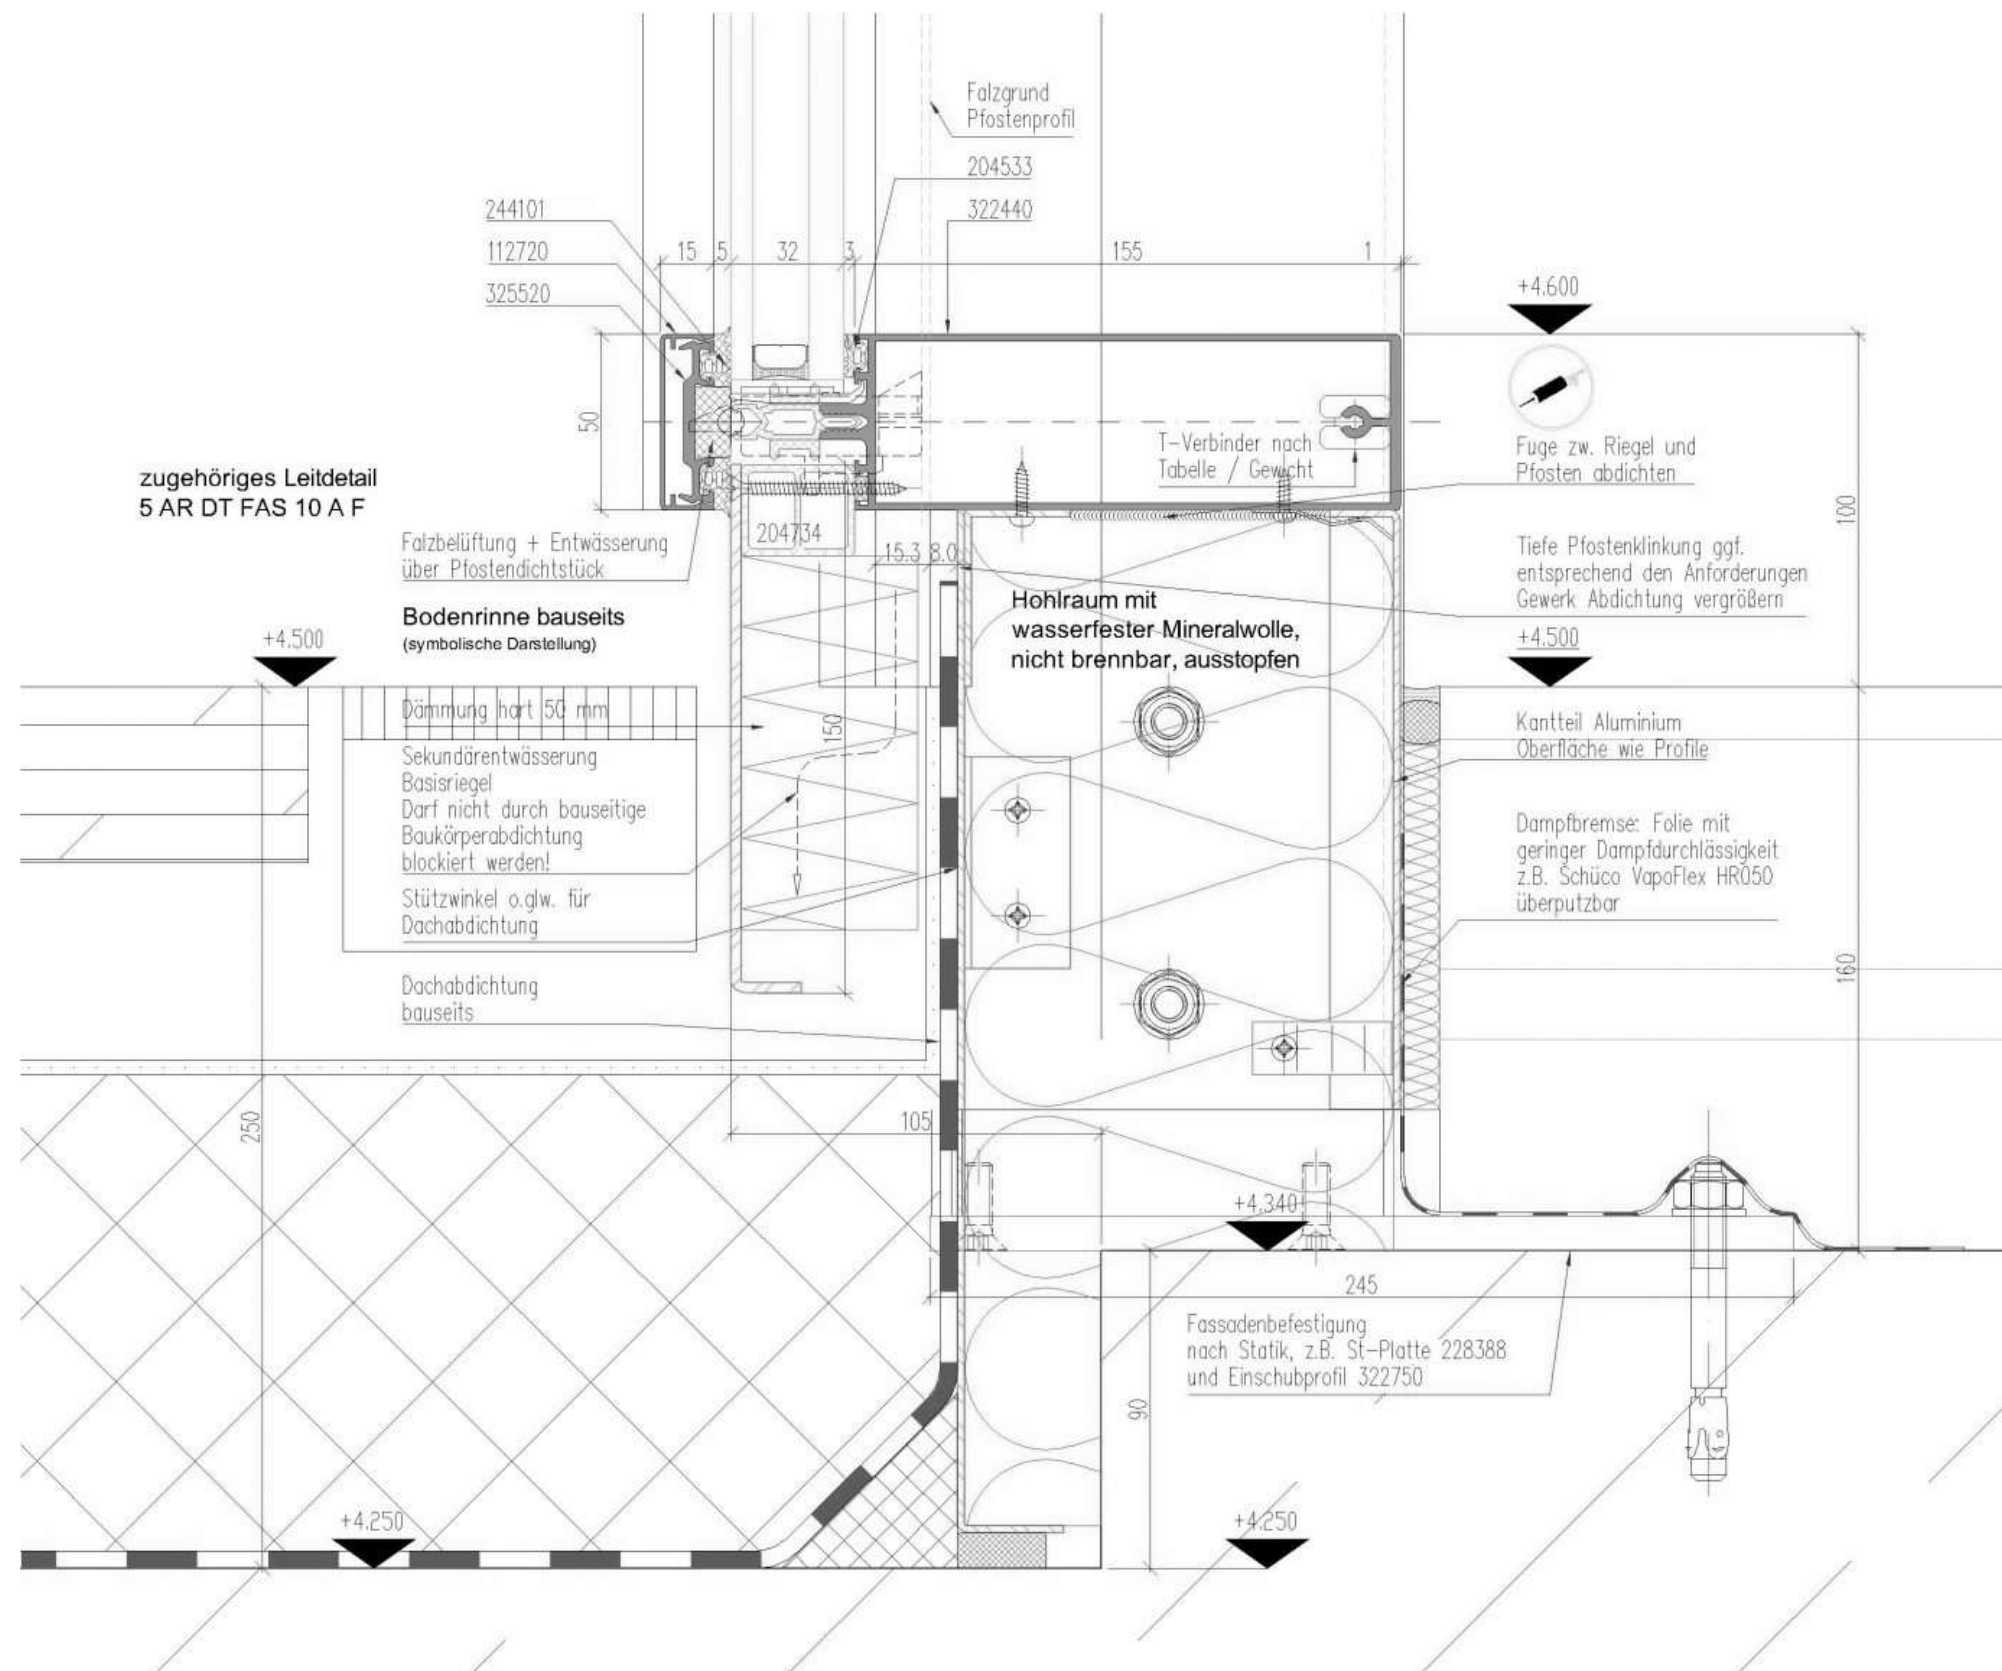 Falzgrund
Pfostenprofil
204533
322440
244101
112720
325520
15
5
32
3
155
1
+4.600
50
T-Verbinder nach
Tabelle / Gewicht
Fuge zw. Riegel und
Pfosten abdichten
zugehöriges Leitdetail
5 AR DT FAS 10 A F
100
204734
Falzbelüftung + Entwässerung
über Pfostendichtstück
15.3
8.0
Tiefe Pfostenklinkung ggf.
entsprechend den Anforderungen
Gewerk Abdichtung vergrößern
Bodenrinne bauseits
(symbolische Darstellung)
Hohlraum mit
wasserfester Mineralwolle,
nicht brennbar, ausstopfen
+4.500
+4.500
Dämmung hart 50 mm
150
Kantteil Aluminium
Oberfläche wie Profile
Sekundärentwässerung
Basisriegel
Darf nicht durch bauseitige
Baukörperabdichtung
blockiert werden!
Dampfbremse: Folie mit
geringer Dampfdurchlässigkeit
z.B. Schüco VapoFlex HR050
überputzbar
Stützwinkel o.glw. für
Dachabdichtung
160
Dachabdichtung
bauseits
250
105
+4.340
245
Fassadenbefestigung
nach Statik, z.B. St-Platte 228388
und Einschubprofil 322750
90
+4.250
+4.250